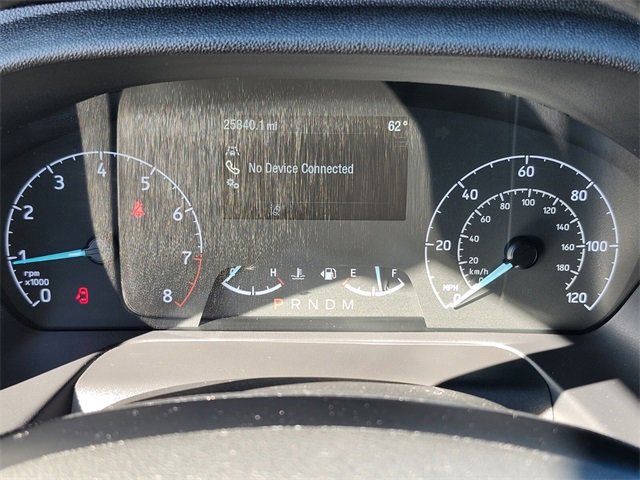 25840.1 mi 62°
No Device Connected
0 1 2 3 4 5 6 7 8
rpm
x1000
C H E F
P R N D M
0 20 40 60 80 100 120
MPH
0 20 40 60 80 100 120 140 160 180
km/h